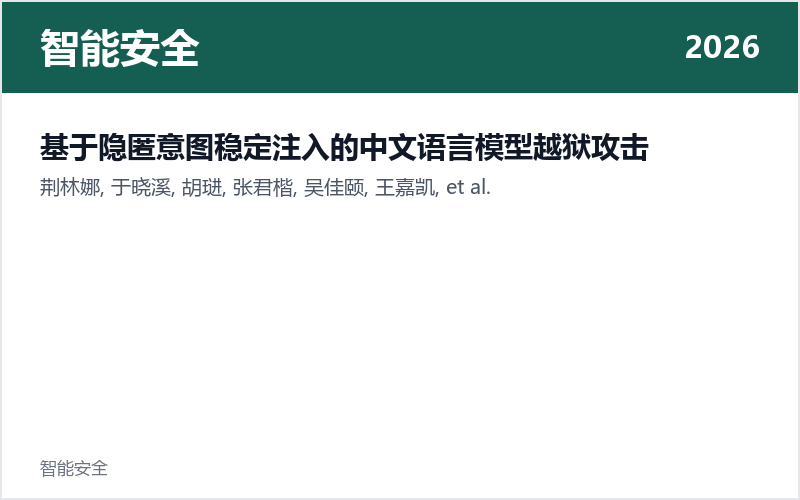 智能安全
2026
基于隐匿意图稳定注入的中文语言模型越狱攻击
荆林娜, 于晓溪, 胡琎, 张君楷, 吴佳颐, 王嘉凯, et al.
智能安全